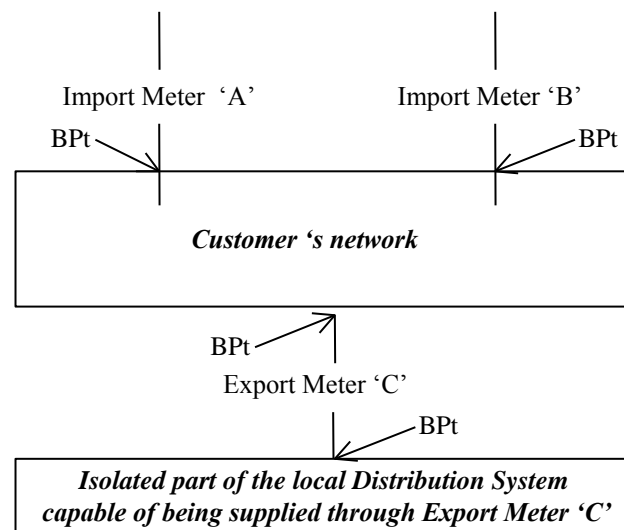 Import Meter ‘A’
Import Meter ‘B’
BPt
BPt
Customer ‘s network
BPt
Export Meter ‘C’
BPt
Isolated part of the local Distribution System
capable of being supplied through Export Meter ‘C’